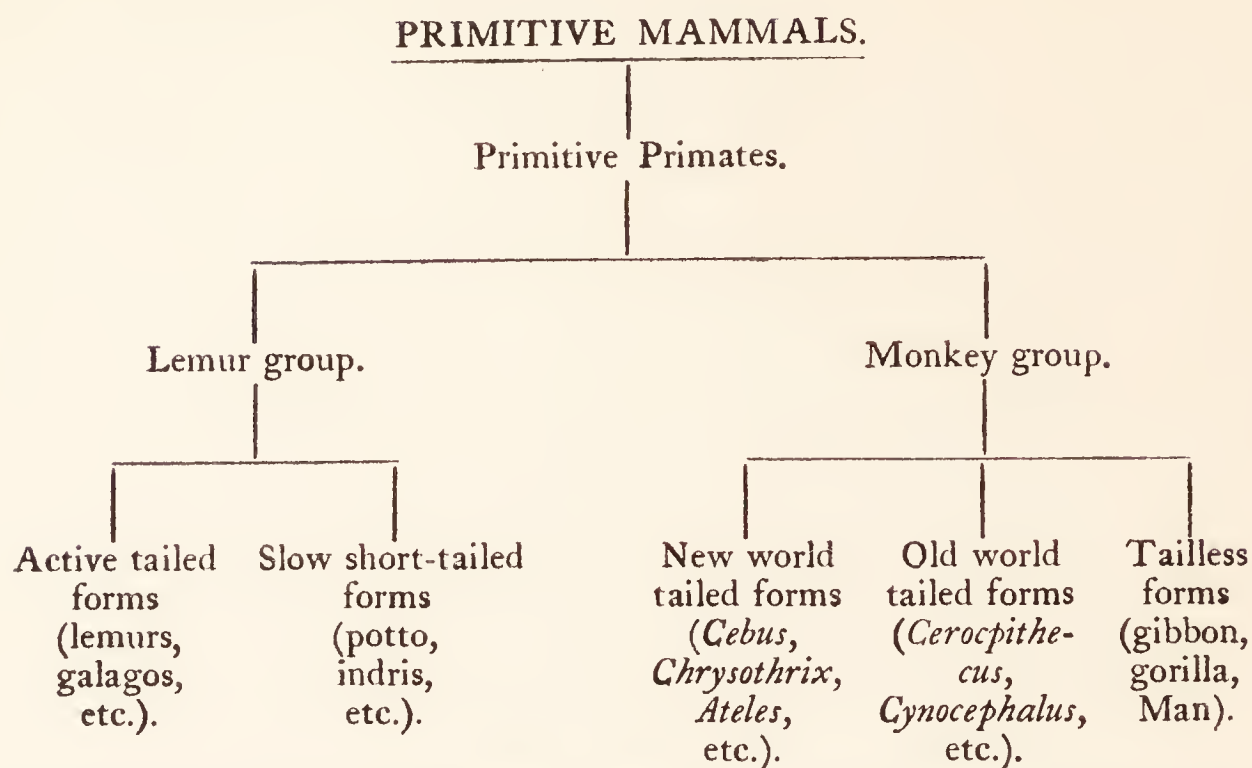 PRIMITIVE MAMMALS.
Primitive Primates.
Lemur group.
Monkey group.
Active tailed
forms
(lemurs,
galagos,
etc.).
Slow short-tailed
forms
(potto,
indris,
etc.).
New world
tailed forms
(Cebus,
Chrysothrix,
Ateles,
etc.).
Old world
tailed forms
(Cerocpithe-
cus,
Cynocephalus,
etc.).
Tailless
forms
(gibbon,
gorilla,
Man).